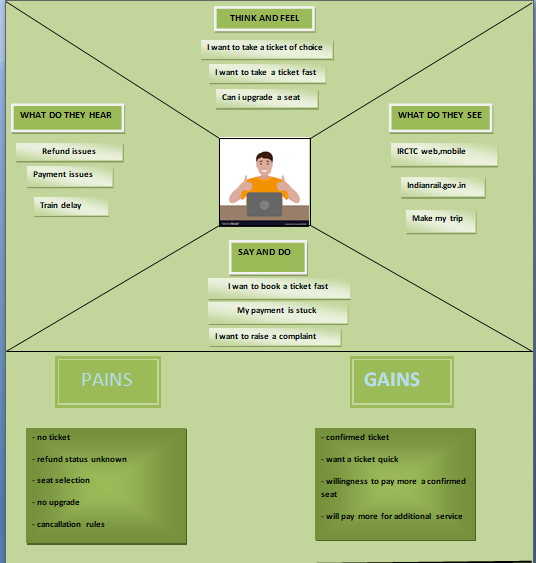 THINK AND FEEL
I want to take a ticket of choice
I want to take a ticket fast
Can i upgrade a seat
WHAT DO THEY HEAR
Refund issues
Payment issues
Train delay
WHAT DO THEY SEE
IRCTC web,mobile
Indianrail.gov.in
Make my trip
SAY AND DO
I wan to book a ticket fast
My payment is stuck
I want to raise a complaint
PAINS
- no ticket
- refund status unknown
- seat selection
- no upgrade
- cancallation rules
GAINS
- confirmed ticket
- want a ticket quick
- willingness to pay more a confirmed
seat
- will pay more for additional service